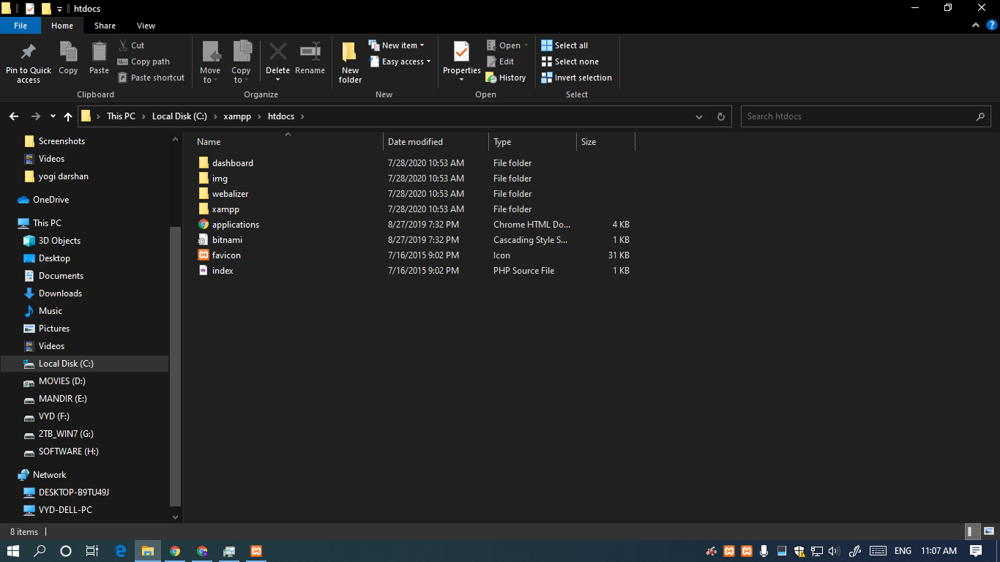 htdocs
File Home Share View
Pin to Quick access
Copy
Paste
Cut
Copy path
Paste shortcut
Clipboard
Move to
Copy to
Delete
Rename
Organize
New folder
New item
Easy access
New
Properties
Open
Edit
History
Open
Select all
Select none
Invert selection
Select
This PC Local Disk (C:) xampp htdocs
Search htdocs
Screenshots
Videos
yogi darshan
OneDrive
This PC
3D Objects
Desktop
Documents
Downloads
Music
Pictures
Videos
Local Disk (C:)
MOVIES (D:)
MANDIR (E:)
VYD (F:)
2TB_WIN7 (G:)
SOFTWARE (H:)
Network
DESKTOP-B9TU49J
VYD-DELL-PC
Name Date modified Type Size
dashboard 7/28/2020 10:53 AM File folder
img 7/28/2020 10:53 AM File folder
webalizer 7/28/2020 10:53 AM File folder
xampp 7/28/2020 10:53 AM File folder
applications 8/27/2019 7:32 PM Chrome HTML Do... 4 KB
bitnami 8/27/2019 7:32 PM Cascading Style S... 1 KB
favicon 7/16/2015 9:02 PM Icon 31 KB
index 7/16/2015 9:02 PM PHP Source File 1 KB
8 items
ENG 11:07 AM